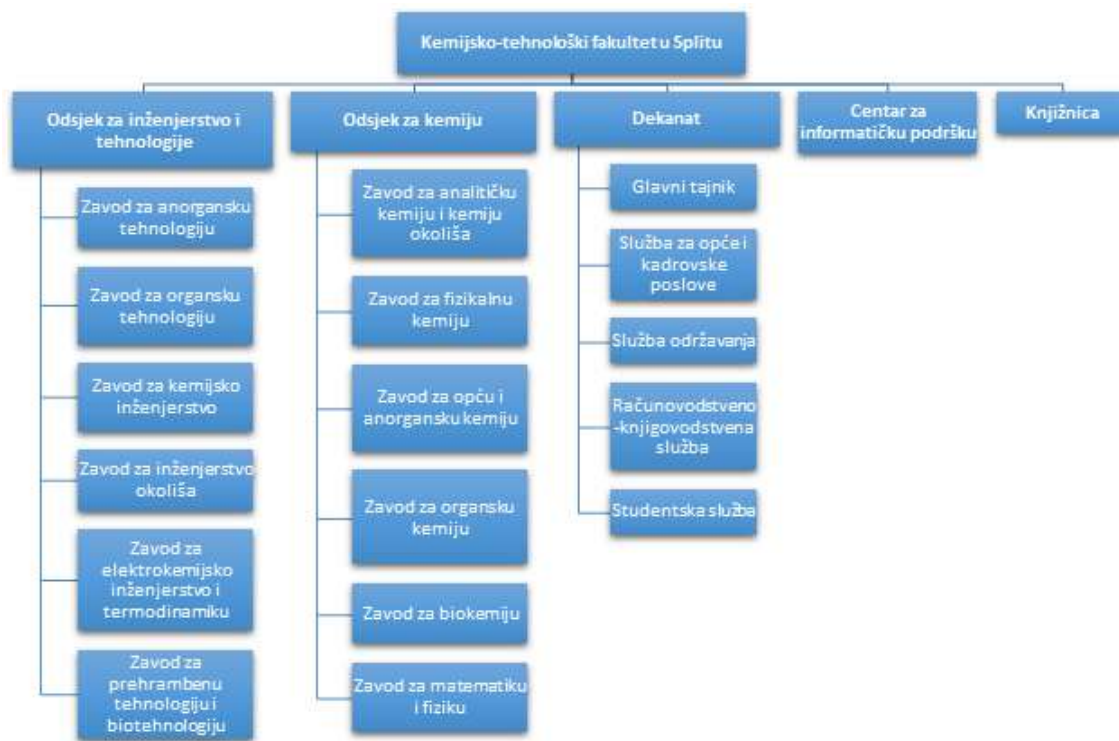 Kemijsko-tehnološki fakultet u Splitu
Odsjek za inženjerstvo i
tehnologije
Zavod za anorgansku
tehnologiju
Zavod za organsku
tehnologiju
Zavod za kemijsko
inženjerstvo
Zavod za inženjerstvo
okoliša
Zavod za
elektrokemijsko
inženjerstvo i
termodinamiku
Zavod za
prehrambenu
tehnologiju i
biotehnologiju
Odsjek za kemiju
Zavod za analitičku
kemiju i kemiju
okoliša
Zavod za fizikalnu
kemiju
Zavod za opću i
anorgansku kemiju
Zavod za organsku
kemiju
Zavod za biokemiju
Zavod za matematiku
i fiziku
Dekanat
Glavni tajnik
Služba za opće i
kadrovske
poslove
Služba održavanja
Računovodstveno
-knjigovodstvena
služba
Studentska služba
Centar za
informatičku podršku
Knjižnica